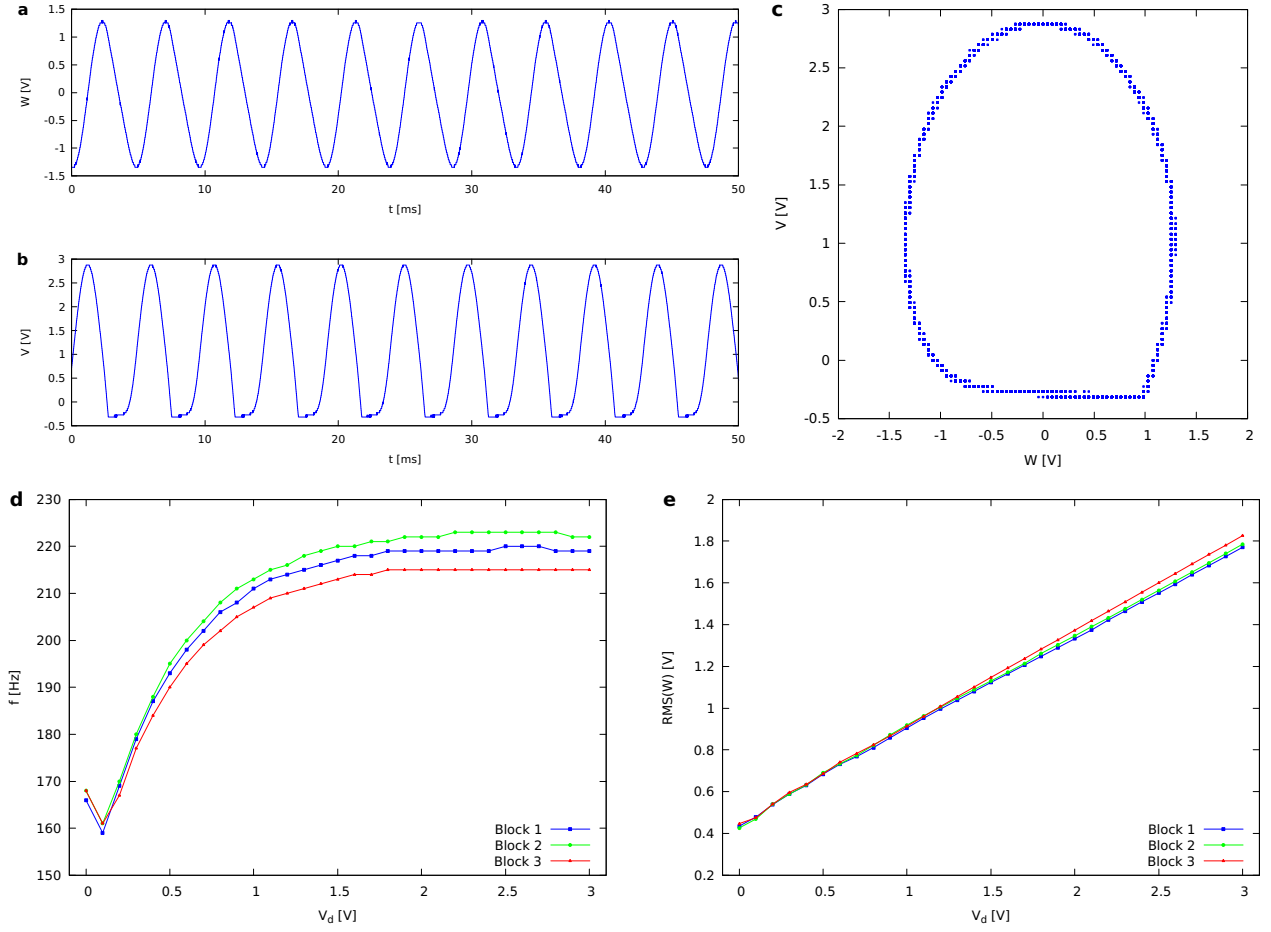 a
1.5
1
0.5
0
-0.5
-1
-1.5
W [V]
0 10 20 30 40 50
t [ms]
b
3
2.5
2
1.5
1
0.5
0
-0.5
V [V]
0 10 20 30 40 50
t [ms]
c
3
2.5
2
1.5
1
0.5
0
-0.5
V [V]
-2 -1.5 -1 -0.5 0 0.5 1 1.5 2
W [V]
d
230
220
210
200
190
180
170
160
150
f [Hz]
Block 1
Block 2
Block 3
0 0.5 1 1.5 2 2.5 3
V_d [V]
e
2
1.8
1.6
1.4
1.2
1
0.8
0.6
0.4
0.2
RMS(W) [V]
Block 1
Block 2
Block 3
0 0.5 1 1.5 2 2.5 3
V_d [V]